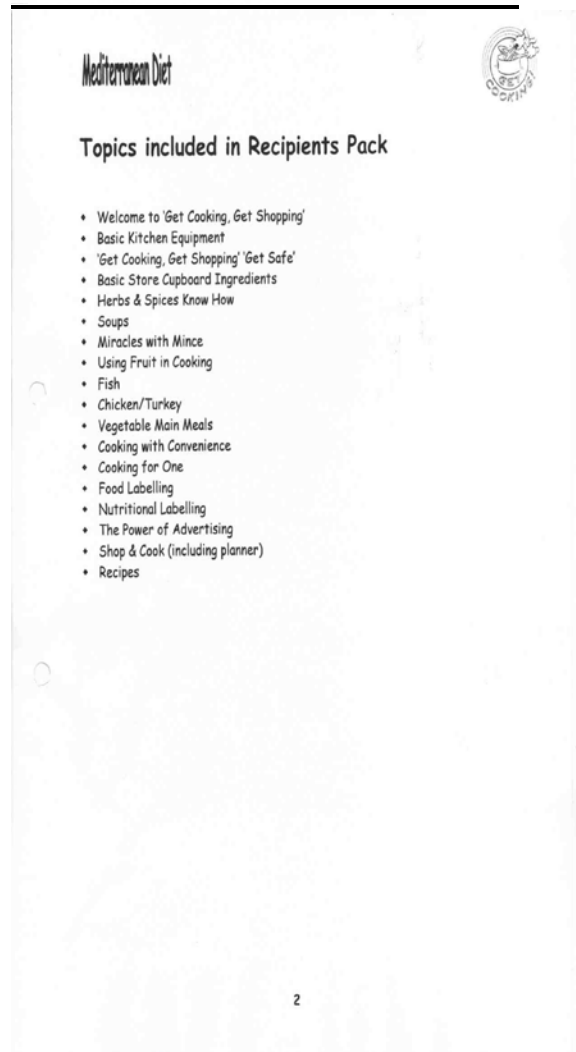 Mediterranean Diet
GET
COOKING!
Topics included in Recipients Pack
• Welcome to 'Get Cooking, Get Shopping'
• Basic Kitchen Equipment
• 'Get Cooking, Get Shopping' 'Get Safe'
• Basic Store Cupboard Ingredients
• Herbs & Spices Know How
• Soups
• Miracles with Mince
• Using Fruit in Cooking
• Fish
• Chicken/Turkey
• Vegetable Main Meals
• Cooking with Convenience
• Cooking for One
• Food Labelling
• Nutritional Labelling
• The Power of Advertising
• Shop & Cook (including planner)
• Recipes
2